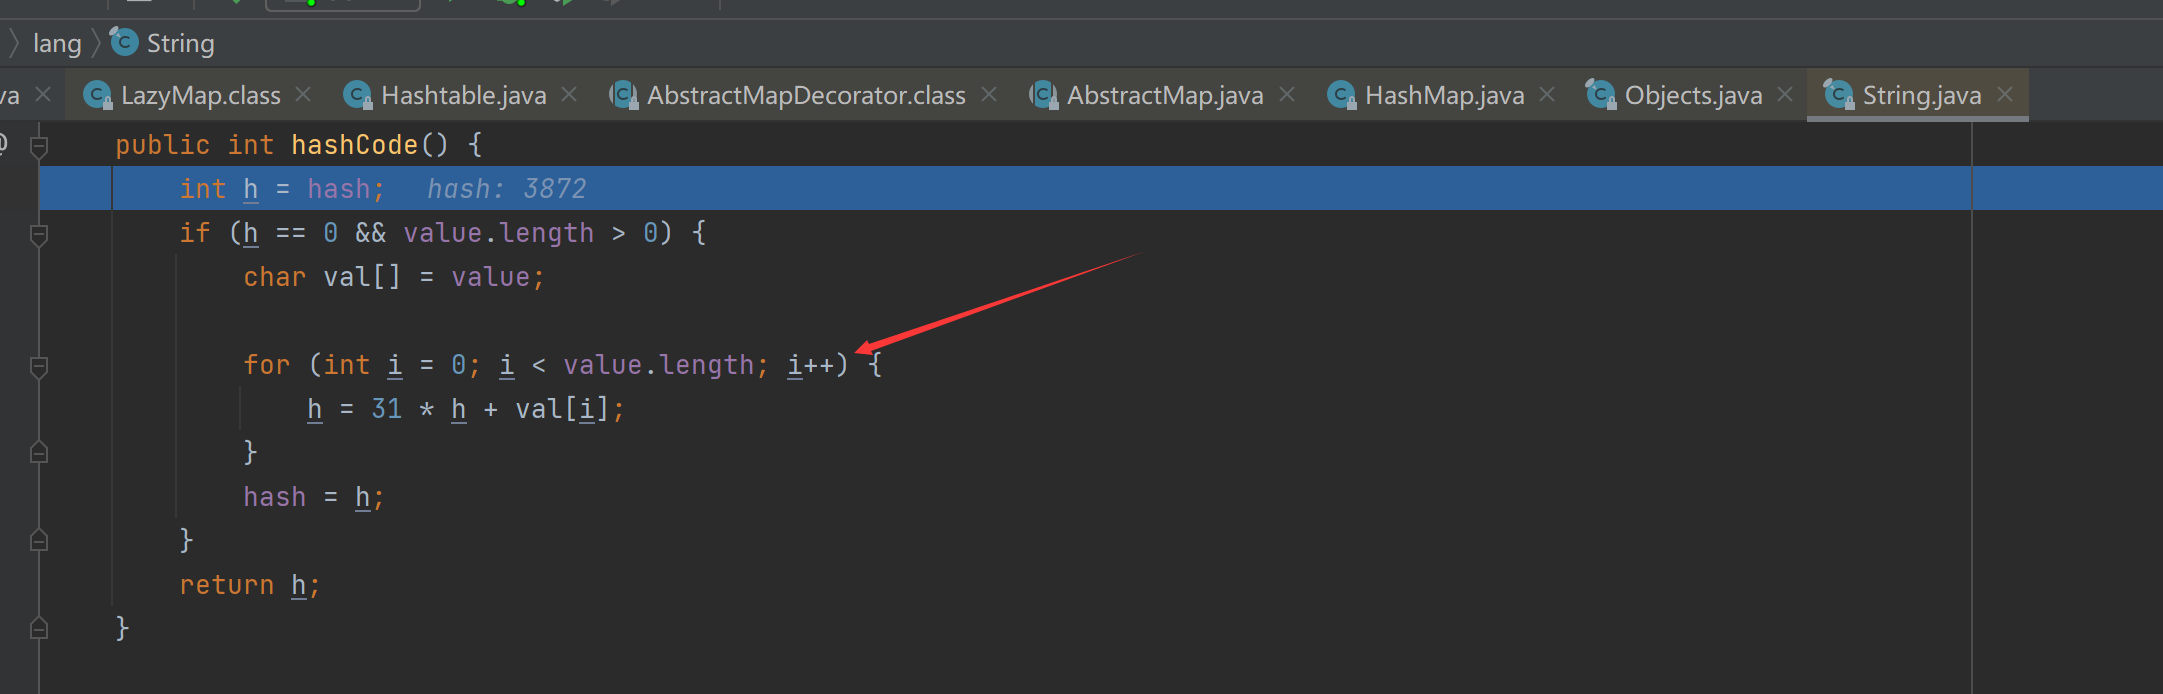 lang String
va LazyMap.class Hashtable.java AbstractMapDecorator.class AbstractMap.java HashMap.java Objects.java String.java
@ public int hashCode() {
int h = hash; hash: 3872
if (h == 0 && value.length > 0) {
char val[] = value;
for (int i = 0; i < value.length; i++) {
h = 31 * h + val[i];
}
hash = h;
}
return h;
}